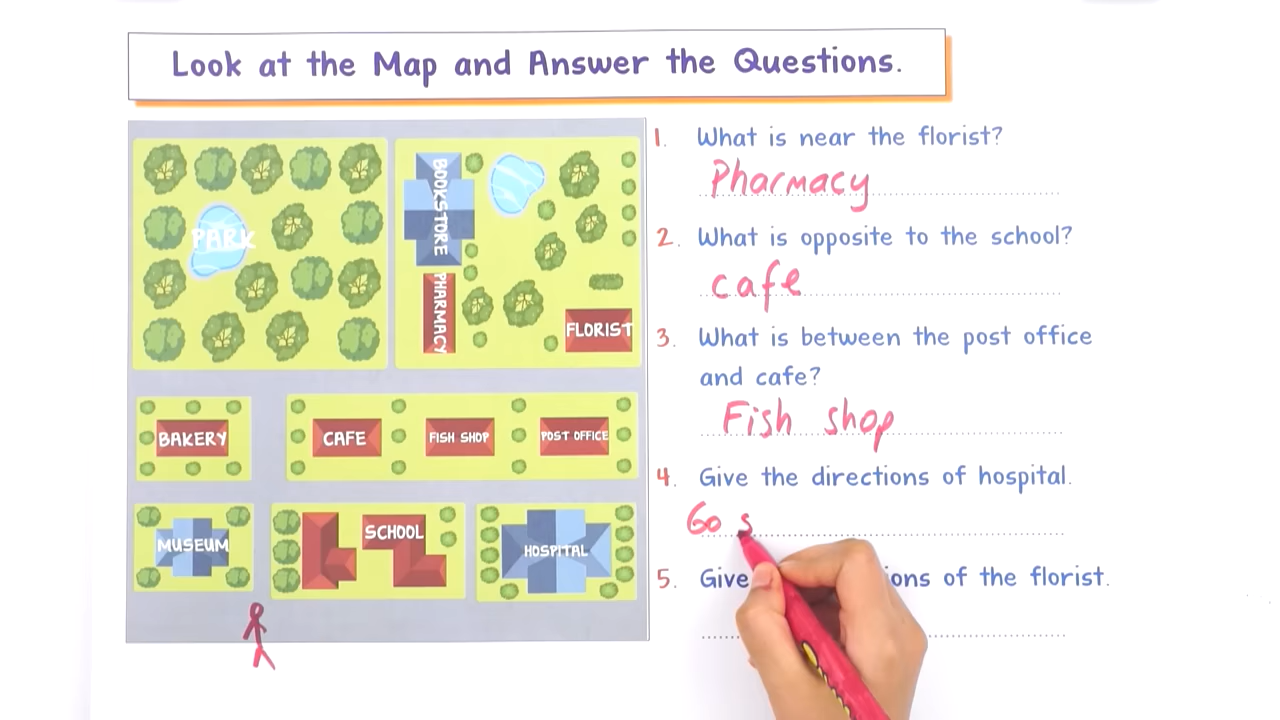 Look at the Map and Answer the Questions.
PARK
BOOKSTORE
PHARMACY
FLORIST
BAKERY
CAFE
FISH SHOP
POST OFFICE
MUSEUM
SCHOOL
HOSPITAL
1. What is near the florist?
Pharmacy
2. What is opposite to the school?
cafe
3. What is between the post office
and cafe?
Fish shop
4. Give the directions of hospital.
Go s
5. Give ions of the florist.